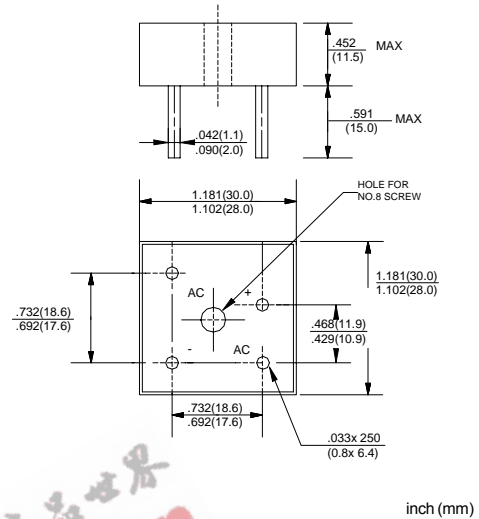 .452
(11.5)
MAX
.591
(15.0)
MAX
.042(1.1)
.090(2.0)
HOLE FOR
NO.8 SCREW
1.181(30.0)
1.102(28.0)
AC
+
1.181(30.0)
1.102(28.0)
.732(18.6)
.692(17.6)
.468(11.9)
.429(10.9)
-
AC
.732(18.6)
.692(17.6)
.033x 250
(0.8x 6.4)
世界
inch (mm)